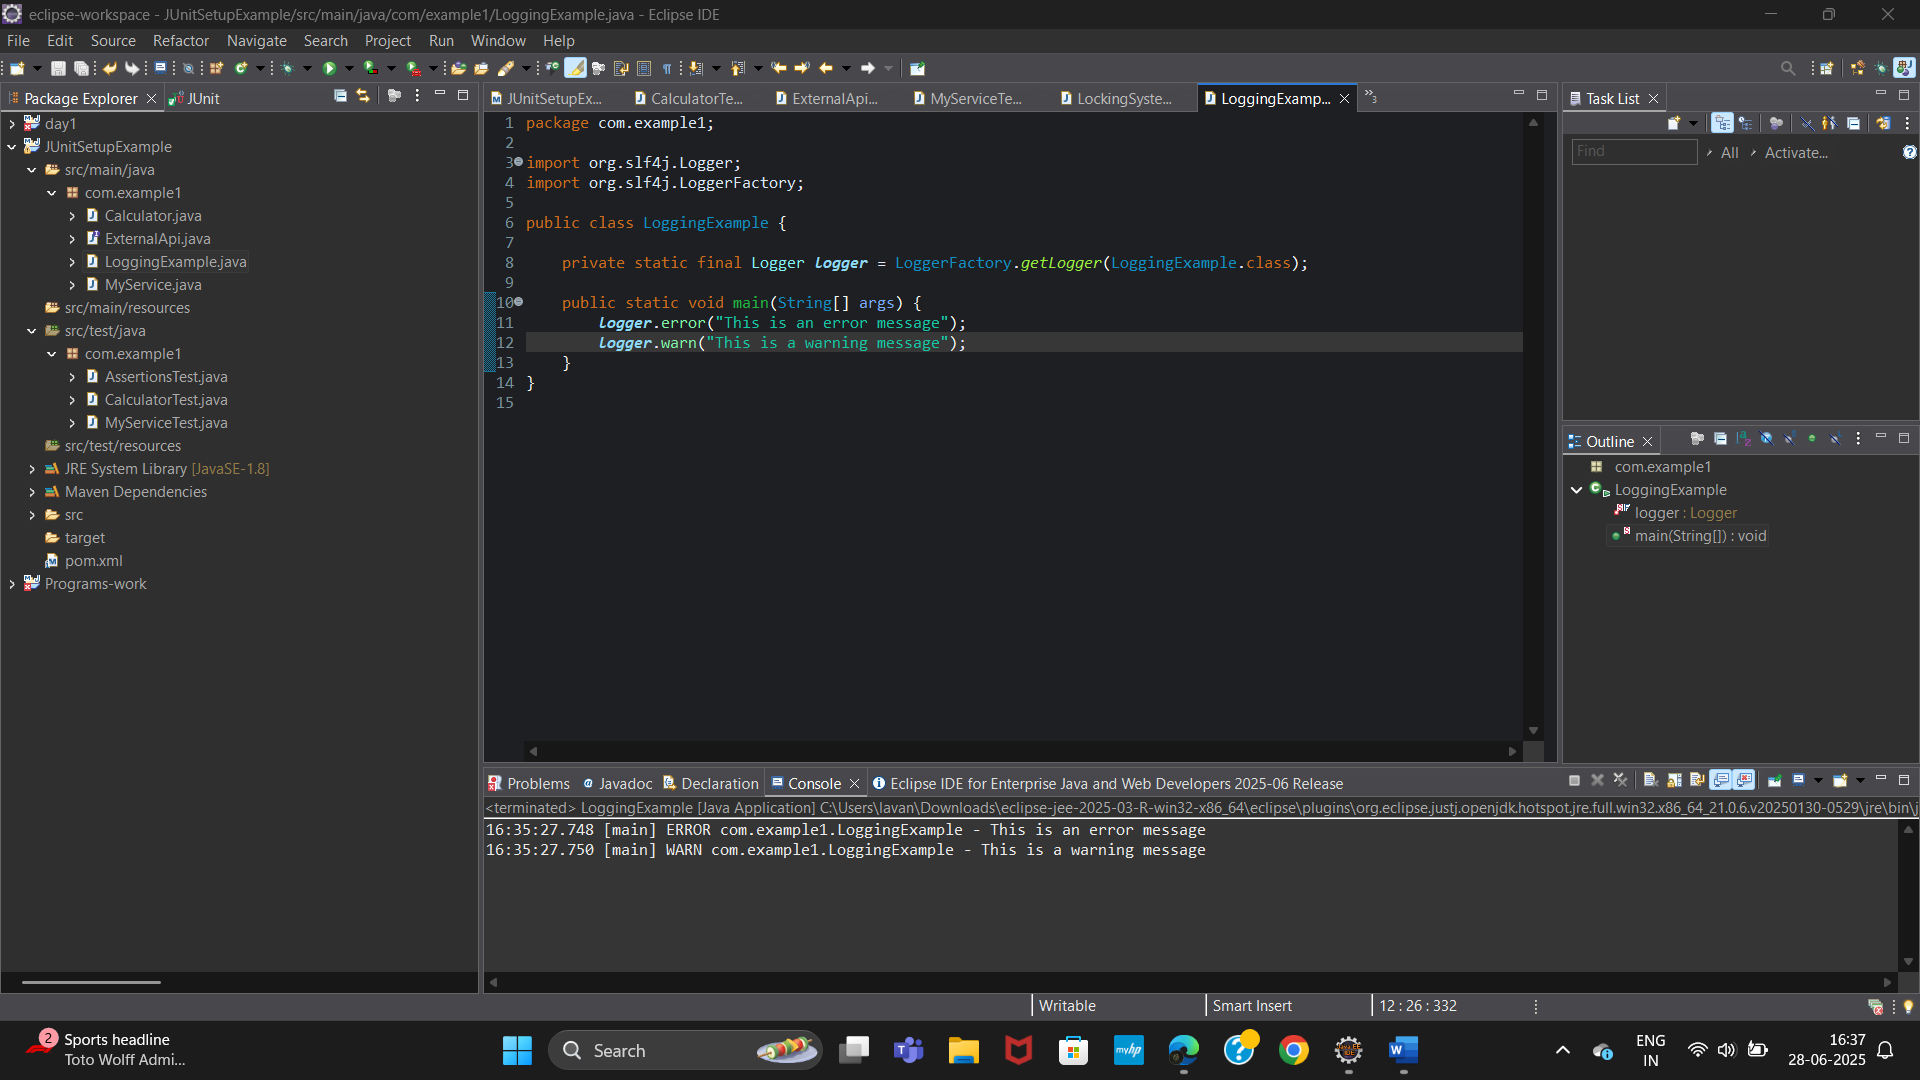 eclipse-workspace - JUnitSetupExample/src/main/java/com/example1/LoggingExample.java - Eclipse IDE
File Edit Source Refactor Navigate Search Project Run Window Help
Package Explorer JUnit
day1
JUnitSetupExample
src/main/java
com.example1
Calculator.java
ExternalApi.java
LoggingExample.java
MyService.java
src/main/resources
src/test/java
com.example1
AssertionsTest.java
CalculatorTest.java
MyServiceTest.java
src/test/resources
JRE System Library [JavaSE-1.8]
Maven Dependencies
src
target
pom.xml
Programs-work
JUnitSetupEx... CalculatorTe... ExternalApi... MyServiceTe... LockingSyste... LoggingExamp... 3
1 package com.example1;
2
3 import org.slf4j.Logger;
4 import org.slf4j.LoggerFactory;
5
6 public class LoggingExample {
7
8 private static final Logger logger = LoggerFactory.getLogger(LoggingExample.class);
9
10 public static void main(String[] args) {
11 logger.error("This is an error message");
12 logger.warn("This is a warning message");
13 }
14 }
15
Task List
Find All Activate...
Outline
com.example1
LoggingExample
logger : Logger
main(String[]) : void
Problems Javadoc Declaration Console Eclipse IDE for Enterprise Java and Web Developers 2025-06 Release
<terminated> LoggingExample [Java Application] C:\Users\lavan\Downloads\eclipse-jee-2025-03-R-win32-x86_64\eclipse\plugins\org.eclipse.justj.openjdk.hotspot.jre.full.win32.x86_64_21.0.6.v20250130-0529\jre\bin\j
16:35:27.748 [main] ERROR com.example1.LoggingExample - This is an error message
16:35:27.750 [main] WARN com.example1.LoggingExample - This is a warning message
Writable Smart Insert 12 : 26 : 332
2 Sports headline
Toto Wolff Admi...
Search
myhp
ENG
IN
16:37
28-06-2025